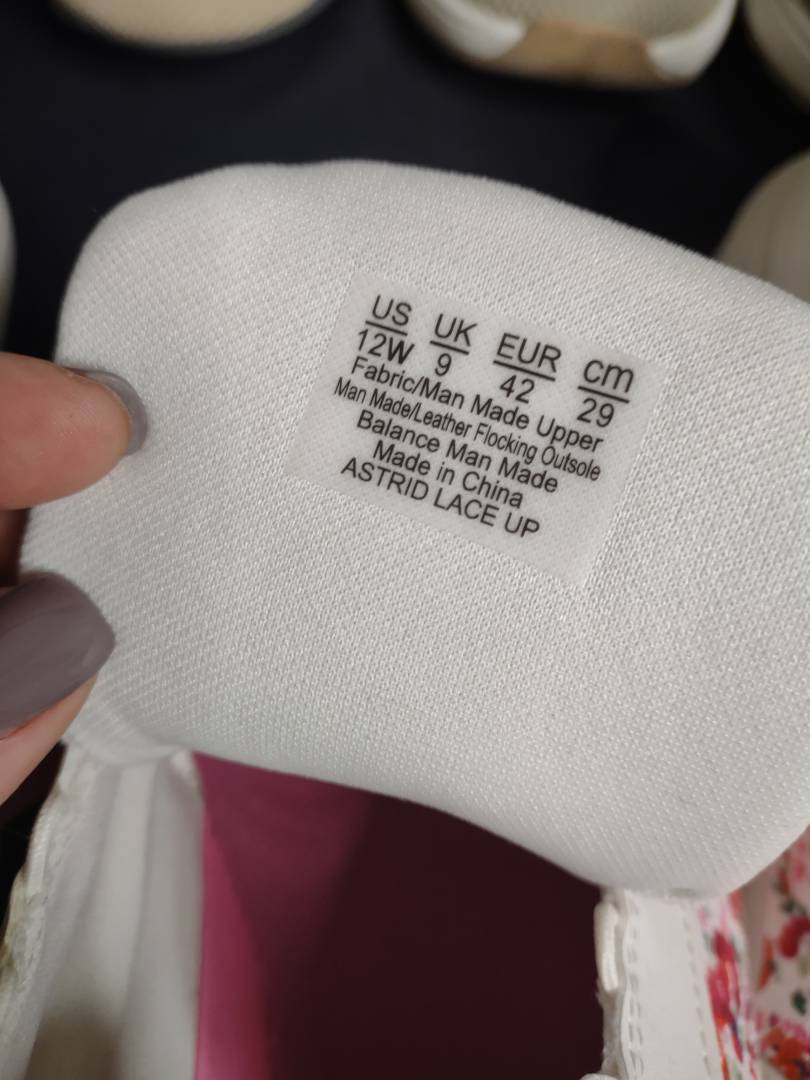 US UK EUR cm
12W 9 42 29
Fabric/Man Made Upper
Man Made/Leather Flocking Outsole
Balance Man Made
Made in China
ASTRID LACE UP